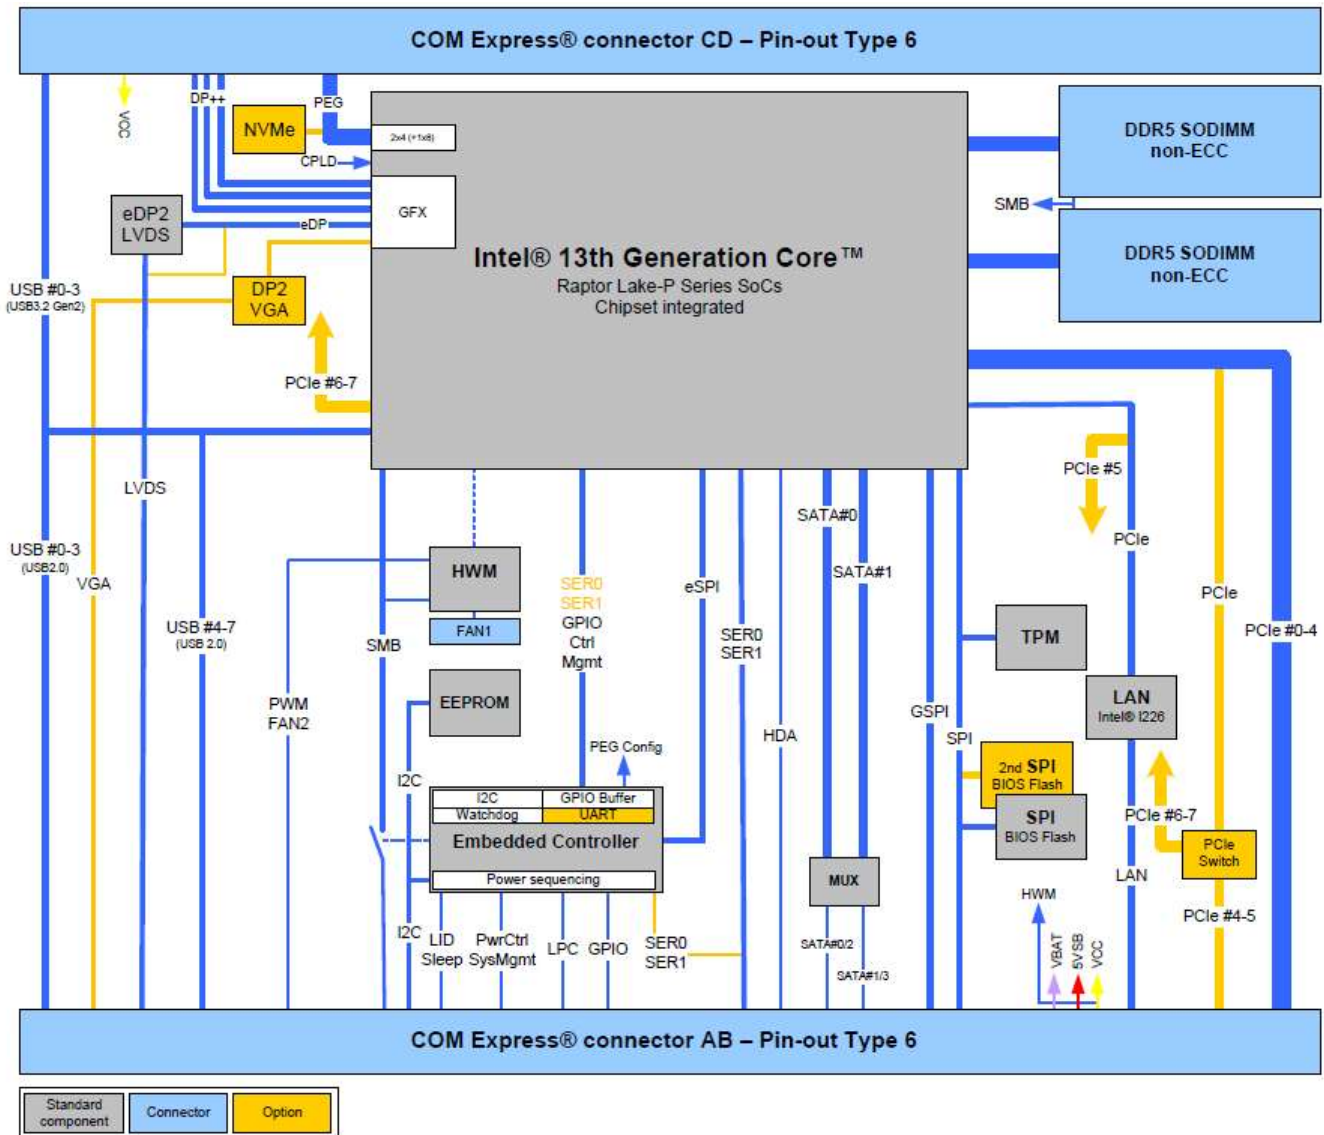 COM Express® connector CD – Pin-out Type 6
VCC
DP++
NVMe
PEG
2x4 (+1x8)
CPLD
GFX
eDP2
LVDS
eDP
DP2
VGA
PCIe #6-7
Intel® 13th Generation Core™
Raptor Lake-P Series SoCs
Chipset integrated
DDR5 SODIMM
non-ECC
SMB
DDR5 SODIMM
non-ECC
USB #0-3
(USB3.2 Gen2)
LVDS
USB #0-3
(USB2.0)
VGA
USB #4-7
(USB 2.0)
PWM
FAN2
SMB
HWM
FAN1
EEPROM
I2C
SER0
SER1
GPIO
Ctrl
Mgmt
PEG Config
eSPI
SER0
SER1
HDA
SATA#0
SATA#1
GSPI
SPI
PCIe #5
PCIe
TPM
LAN
Intel® I226
PCIe
PCIe #0-4
2nd SPI
BIOS Flash
SPI
BIOS Flash
PCIe #6-7
PCIe
Switch
LAN
PCIe #4-5
I2C
GPIO Buffer
Watchdog
UART
Embedded Controller
Power sequencing
MUX
I2C
LID
Sleep
PwrCtrl
SysMgmt
LPC
GPIO
SER0
SER1
SATA#0/2
SATA#1/3
HWM
VBAT
5VSB
VCC
COM Express® connector AB – Pin-out Type 6
Standard
component
Connector
Option